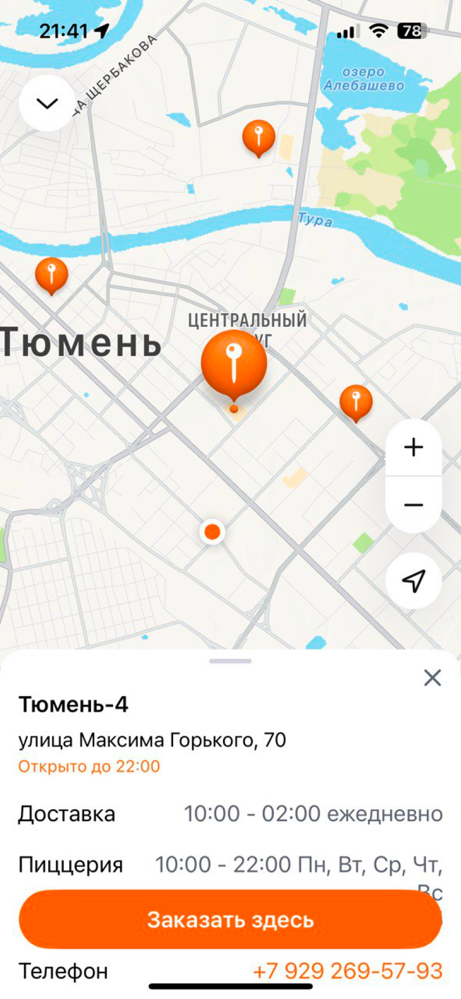 21:41
78
ЦА ЩЕРБАКОВА
озеро
Алебашево
Тура
ЦЕНТРАЛЬНЫЙ
УГ
Тюмень
Тюмень-4
улица Максима Горького, 70
Открыто до 22:00
Доставка 10:00 - 02:00 ежедневно
Пиццерия 10:00 - 22:00 Пн, Вт, Ср, Чт,
Вс
Заказать здесь
Телефон +7 929 269-57-93